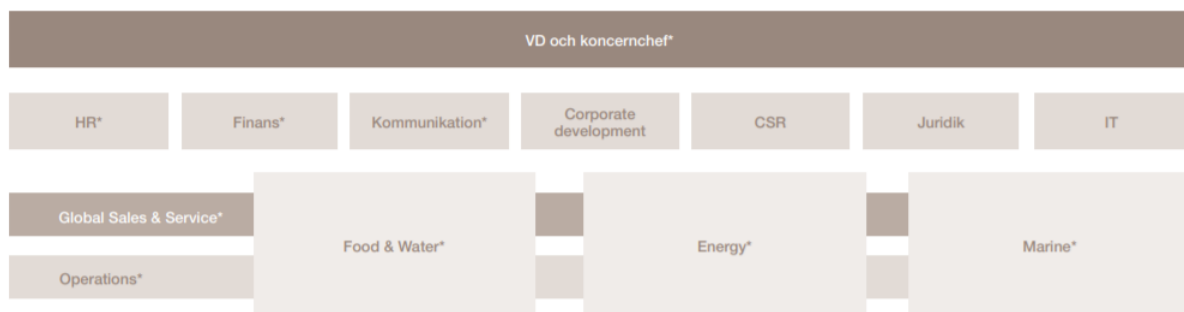 VD och koncernchef*
HR*
Finans*
Kommunikation*
Corporate
development
CSR
Juridik
IT
Global Sales & Service*
Food & Water*
Energy*
Marine*
Operations*